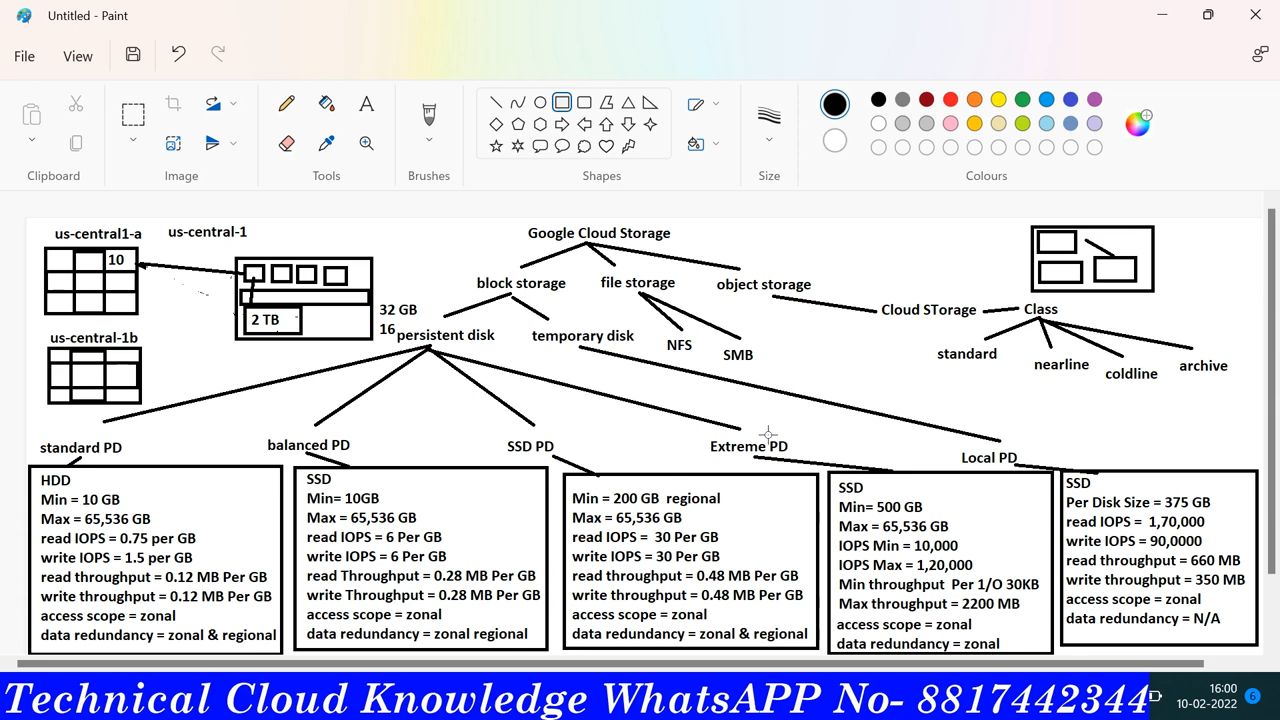 Untitled - Paint
File
View
Clipboard
Image
Tools
Brushes
Shapes
Size
Colours
us-central1-a
us-central-1
10
2 TB
32 GB
16
us-central-1b
Google Cloud Storage
block storage
file storage
object storage
persistent disk
temporary disk
NFS
SMB
Cloud STorage
Class
standard
nearline
coldline
archive
standard PD
balanced PD
SSD PD
Extreme PD
Local PD
HDD
Min = 10 GB
Max = 65,536 GB
read IOPS = 0.75 per GB
write IOPS = 1.5 per GB
read throughput = 0.12 MB Per GB
write throughput = 0.12 MB Per GB
access scope = zonal
data redundancy = zonal & regional
SSD
Min= 10GB
Max = 65,536 GB
read IOPS = 6 Per GB
write IOPS = 6 Per GB
read Throughput = 0.28 MB Per GB
write Throughput = 0.28 MB Per GB
access scope = zonal
data redundancy = zonal regional
Min = 200 GB regional
Max = 65,536 GB
read IOPS = 30 Per GB
write IOPS = 30 Per GB
read throughput = 0.48 MB Per GB
write throughput = 0.48 MB Per GB
access scope = zonal
data redundancy = zonal & regional
SSD
Min= 500 GB
Max = 65,536 GB
IOPS Min = 10,000
IOPS Max = 1,20,000
Min throughput Per 1/O 30KB
Max throughput = 2200 MB
access scope = zonal
data redundancy = zonal
SSD
Per Disk Size = 375 GB
read IOPS = 1,70,000
write IOPS = 90,0000
read throughput = 660 MB
write throughput = 350 MB
access scope = zonal
data redundancy = N/A
Technical Cloud Knowledge WhatsAPP No- 8817442344
16:00
10-02-2022
6